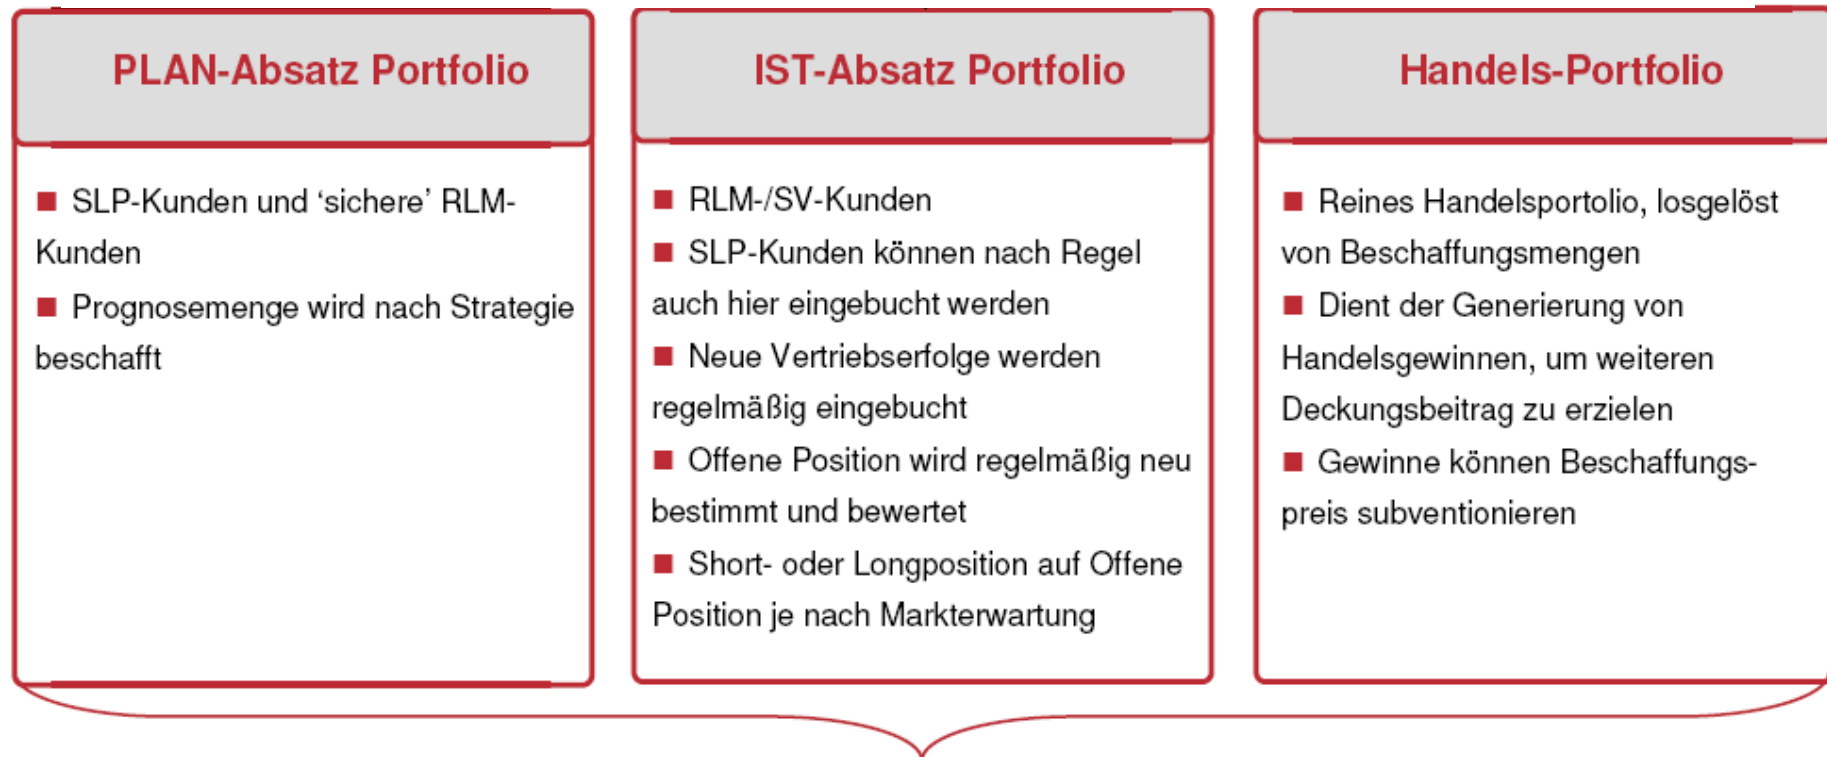 PLAN-Absatz Portfolio
■ SLP-Kunden und ‘sichere’ RLM-
Kunden
■ Prognosemenge wird nach Strategie
beschafft
IST-Absatz Portfolio
■ RLM-/SV-Kunden
■ SLP-Kunden können nach Regel
auch hier eingebucht werden
■ Neue Vertriebserfolge werden
regelmäßig eingebucht
■ Offene Position wird regelmäßig neu
bestimmt und bewertet
■ Short- oder Longposition auf Offene
Position je nach Markterwartung
Handels-Portfolio
■ Reines Handelsportolio, losgelöst
von Beschaffungsmengen
■ Dient der Generierung von
Handelsgewinnen, um weiteren
Deckungsbeitrag zu erzielen
■ Gewinne können Beschaffungs-
preis subventionieren